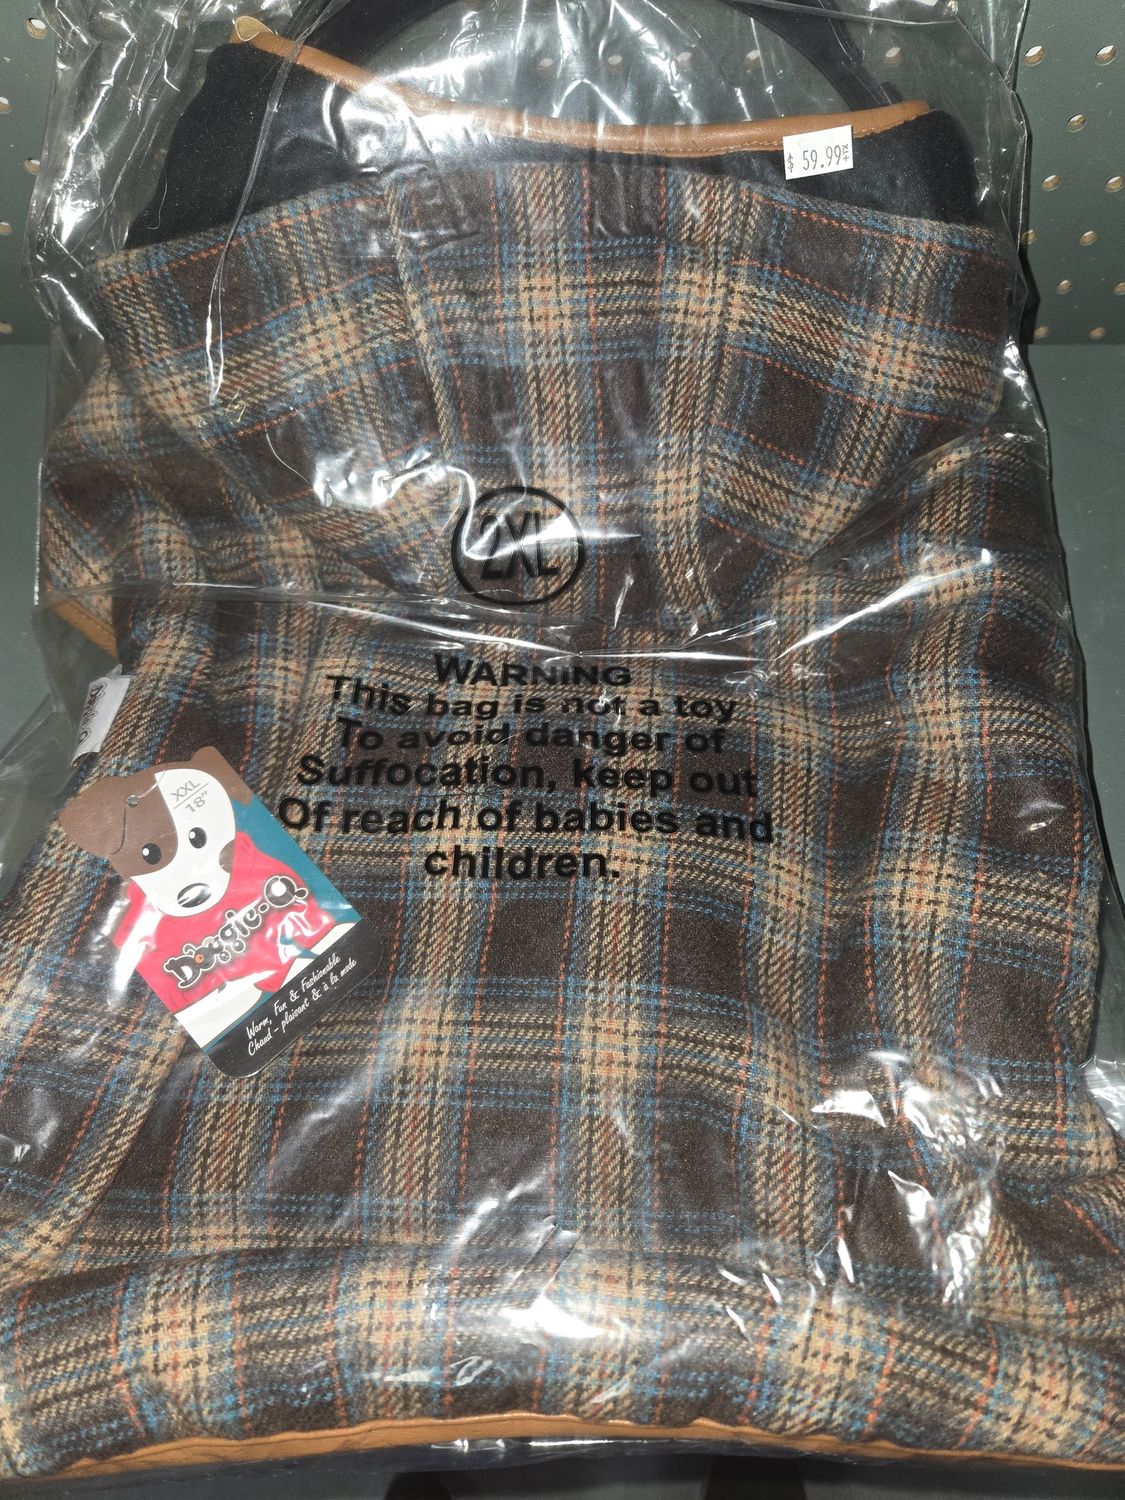 $ 59.99
2XL
WARNING
This bag is not a toy
To avoid danger of
Suffocation, keep out
Of reach of babies and
children.
XXL
18"
Doggie-Q
Warm, Fun & Fashionable
Chaud - plaisant & à la mode